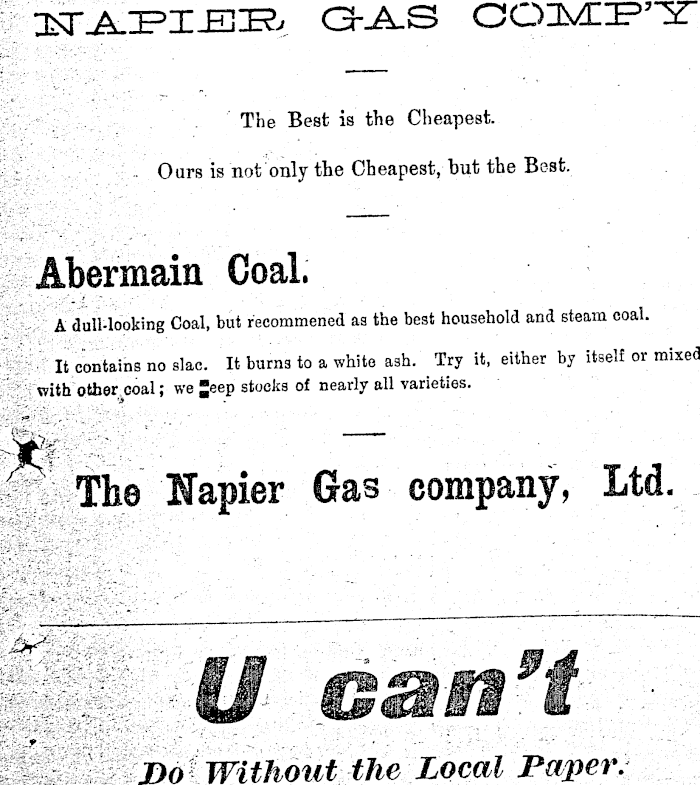 NAPIER GAS COMP'Y
The Best is the Cheapest.
Ours is not only the Cheapest, but the Best.
Abermain Coal.
A dull-looking Coal, but recommened as the best household and steam coal.
It contains no slac. It burns to a white ash. Try it, either by itself or mixed
with other coal; we keep stocks of nearly all varieties.
The Napier Gas company, Ltd.
U can't
Do Without the Local Paper.